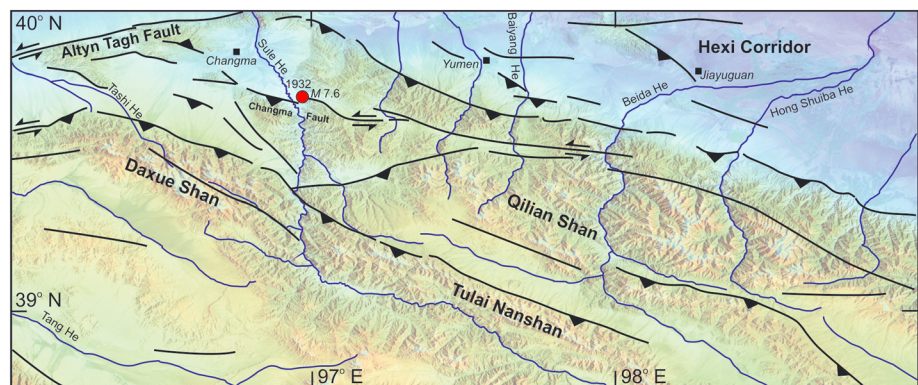 40° N
Altyn Tagh Fault
Changma
Sule He
Baiyang He
Yumen
Hexi Corridor
Jiayuguan
Beida He
Hong Shuiba He
Tashi He
1932
M 7.6
Changma Fault
Daxue Shan
Qilian Shan
39° N
Tulai Nanshan
Tang He
97° E
98° E